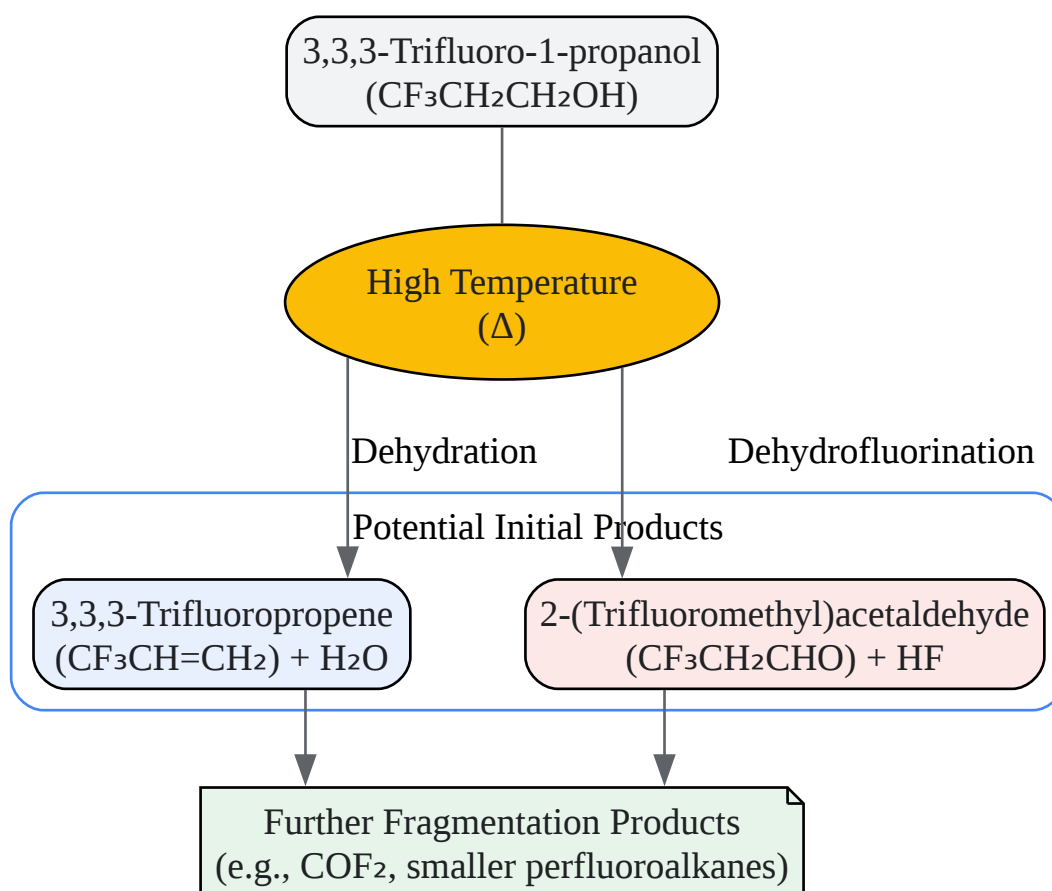 3,3,3-Trifluoro-1-propanol
(CF₃CH₂CH₂OH)
High Temperature
(Δ)
Dehydration
Dehydrofluorination
Potential Initial Products
3,3,3-Trifluoropropene
(CF₃CH=CH₂) + H₂O
2-(Trifluoromethyl)acetaldehyde
(CF₃CH₂CHO) + HF
Further Fragmentation Products
(e.g., COF₂, smaller perfluoroalkanes)